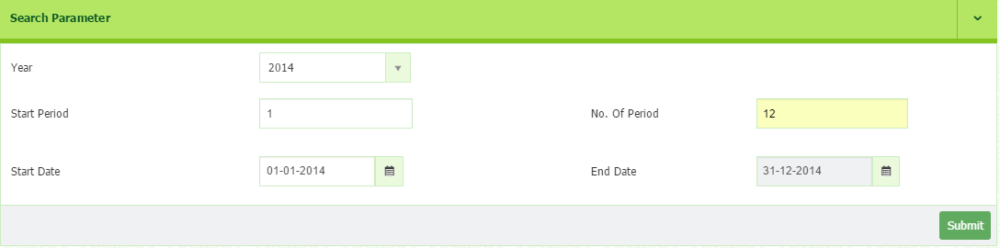 Search Parameter
Year 2014
Start Period 1 No. Of Period 12
Start Date 01-01-2014 End Date 31-12-2014
Submit